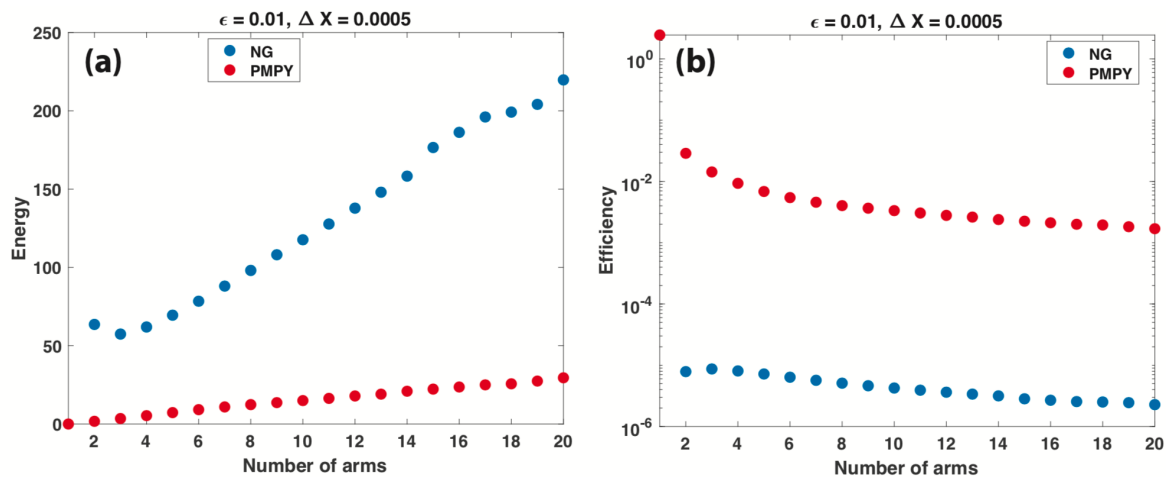 ϵ = 0.01, Δ X = 0.0005
(a)
NG
PMPY
Energy
250
200
150
100
50
0
2 4 6 8 10 12 14 16 18 20
Number of arms
ϵ = 0.01, Δ X = 0.0005
(b)
NG
PMPY
Efficiency
10^0
10^-2
10^-4
10^-6
2 4 6 8 10 12 14 16 18 20
Number of arms